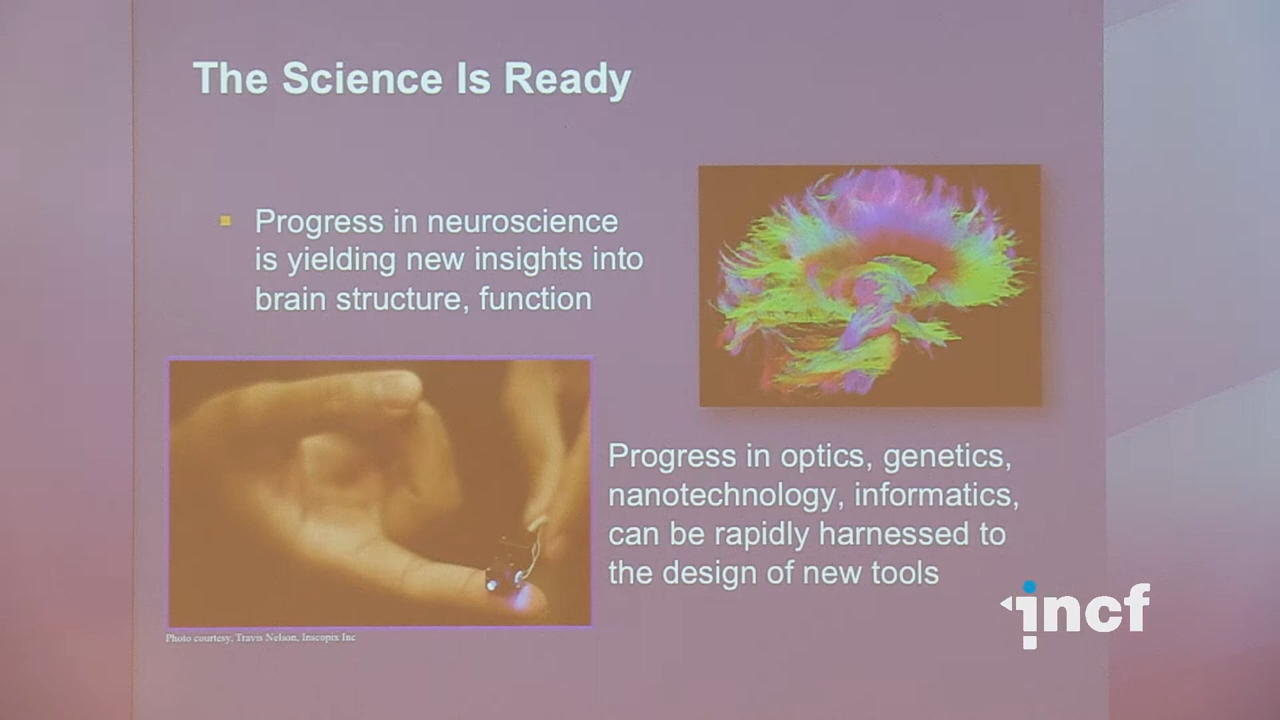 The Science Is Ready
Progress in neuroscience
is yielding new insights into
brain structure, function
Progress in optics, genetics,
nanotechnology, informatics,
can be rapidly harnessed to
the design of new tools
Photo courtesy, Travis Nelson, Inscopix Inc
incf